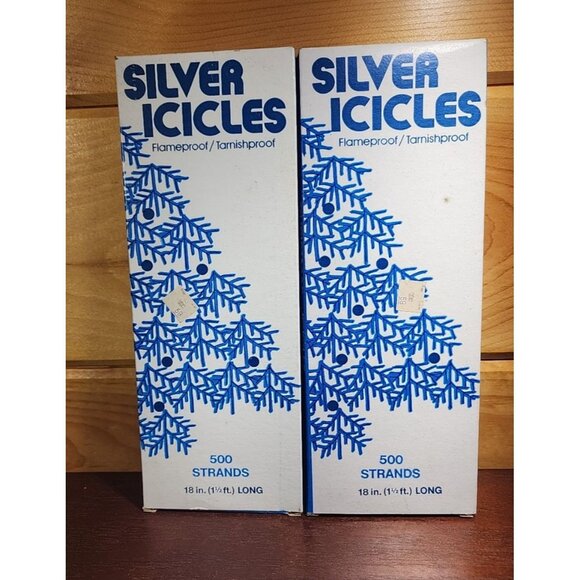 SILVER
ICICLES
Flameproof/Tarnishproof
500
STRANDS
18 in. (1½ ft.) LONG
SILVER
ICICLES
Flameproof/Tarnishproof
500
STRANDS
18 in. (1½ ft.) LONG